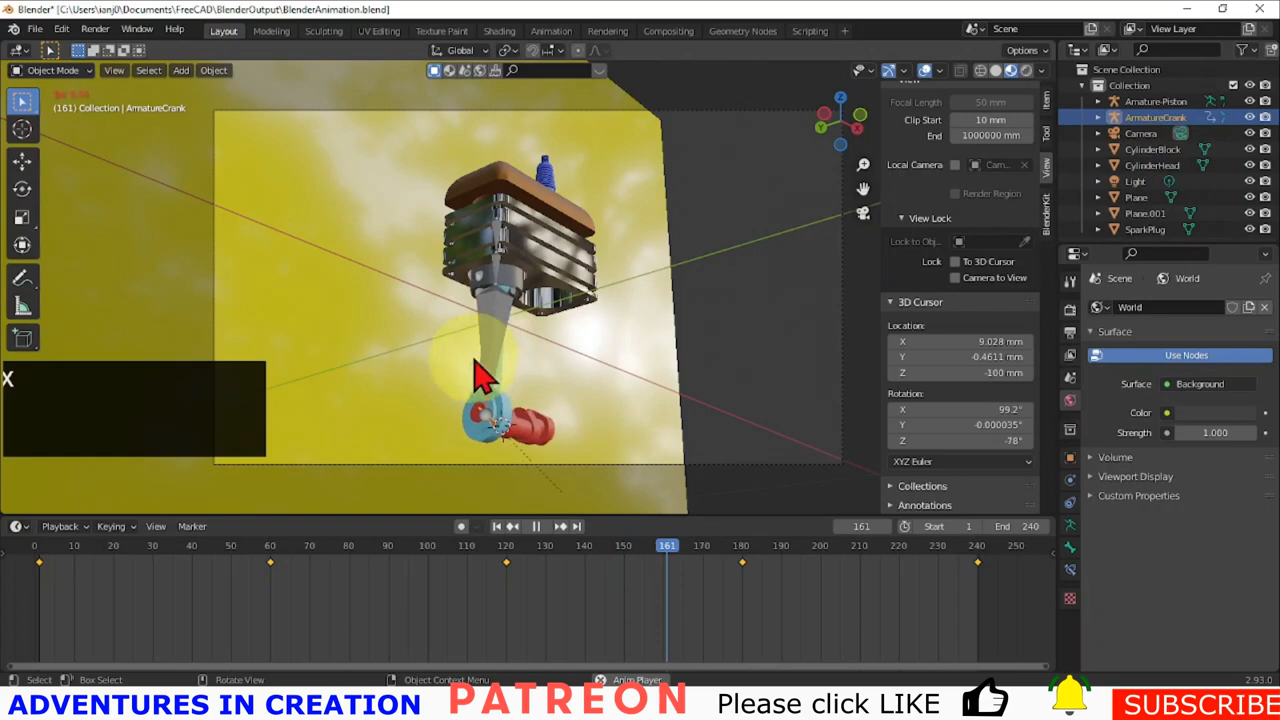 Blender* [C:\Users\ianj0\Documents\FreeCAD\BlenderOutput\BlenderAnimation.blend]
File Edit Render Window Help Layout Modeling Sculpting UV Editing Texture Paint Shading Animation Rendering Compositing Geometry Nodes Scripting + Scene View Layer
Global Options
Object Mode View Select Add Object
(161) Collection | ArmatureCrank
X
View
Focal Length 50 mm
Clip Start 10 mm
End 1000000 mm
Local Camera Cam...
Render Region
View Lock
Lock to Obj...
Lock To 3D Cursor
Camera to View
3D Cursor
Location:
X 9.028 mm
Y -0.4611 mm
Z -100 mm
Rotation:
X 99.2°
Y -0.000035°
Z -78°
XYZ Euler
Collections
Annotations
Item
Tool
View
BlenderKit
Scene Collection
Collection
Armature-Piston
ArmatureCrank
Camera
CylinderBlock
CylinderHead
Light
Plane
Plane.001
SparkPlug
Scene World
World
Surface
Use Nodes
Surface Background
Color
Strength 1.000
Volume
Viewport Display
Custom Properties
Playback Keying View Marker 161 Start 1 End 240
0 10 20 30 40 50 60 70 80 90 100 110 120 130 140 150 161 170 180 190 200 210 220 230 240 250
Select Box Select Rotate View Object Context Menu Anim Player 2.93.0
ADVENTURES IN CREATION PATREON Please click LIKE SUBSCRIBE